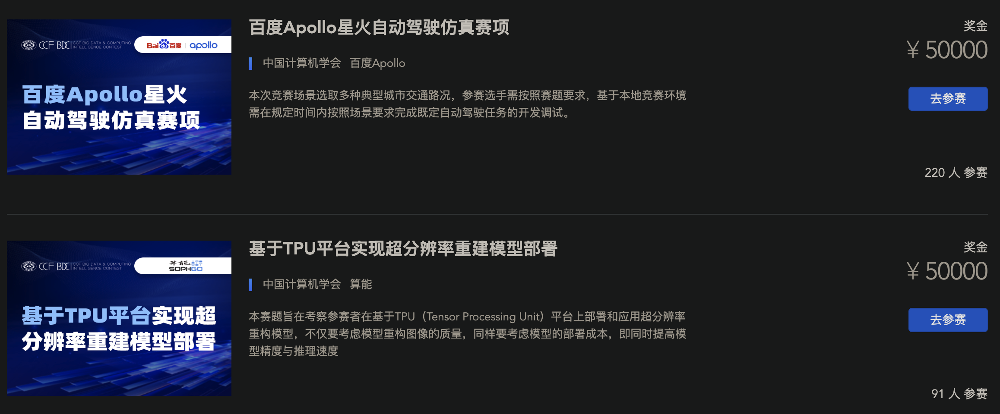 CCF BDCI CCF BIG DATA & COMPUTING
INTELLIGENCE CONTEST
Bai du 百度 | apollo
百度Apollo星火
自动驾驶仿真赛项
百度Apollo星火自动驾驶仿真赛项
中国计算机学会 百度Apollo
本次竞赛场景选取多种典型城市交通路况，参赛选手需按照赛题要求，基于本地竞赛环境
需在规定时间内按照场景要求完成既定自动驾驶任务的开发调试。
奖金
¥ 50000
去参赛
220 人 参赛
CCF BDCI CCF BIG DATA & COMPUTING
INTELLIGENCE CONTEST
算能
SOPHGO
基于TPU平台实现超
分辨率重建模型部署
基于TPU平台实现超分辨率重建模型部署
中国计算机学会 算能
本赛题旨在考察参赛者在基于TPU（Tensor Processing Unit）平台上部署和应用超分辨率
重构模型，不仅要考虑模型重构图像的质量，同样要考虑模型的部署成本，即同时提高模
型精度与推理速度
奖金
¥ 50000
去参赛
91 人 参赛